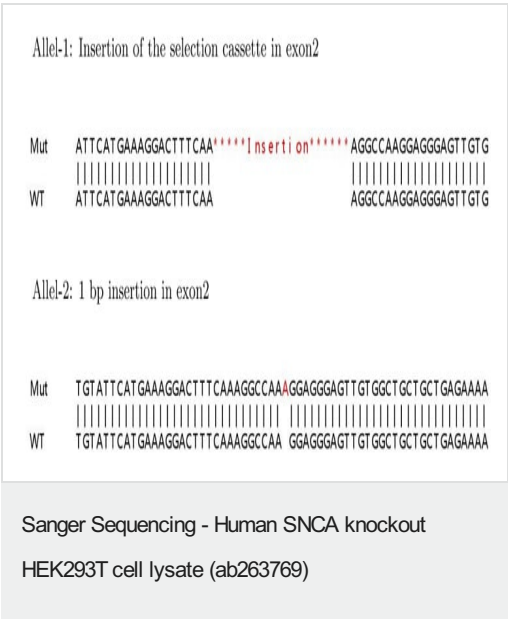 Allel-1: Insertion of the selection cassette in exon2
Mut ATTCATGAAAGGACTTTCAA*****Insertion******AGGCCAAGGAGGGAGTTGTG
WT ATTCATGAAAGGACTTTCAA AGGCCAAGGAGGGAGTTGTG
Allel-2: 1 bp insertion in exon2
Mut TGTATTCATGAAAGGACTTTCAAAGGCCAAAGGAGGGAGTTGTGGCTGCTGCTGAGAAAA
WT TGTATTCATGAAAGGACTTTCAAAGGCCAA GGAGGGAGTTGTGGCTGCTGCTGAGAAAA
Sanger Sequencing - Human SNCA knockout
HEK293T cell lysate (ab263769)